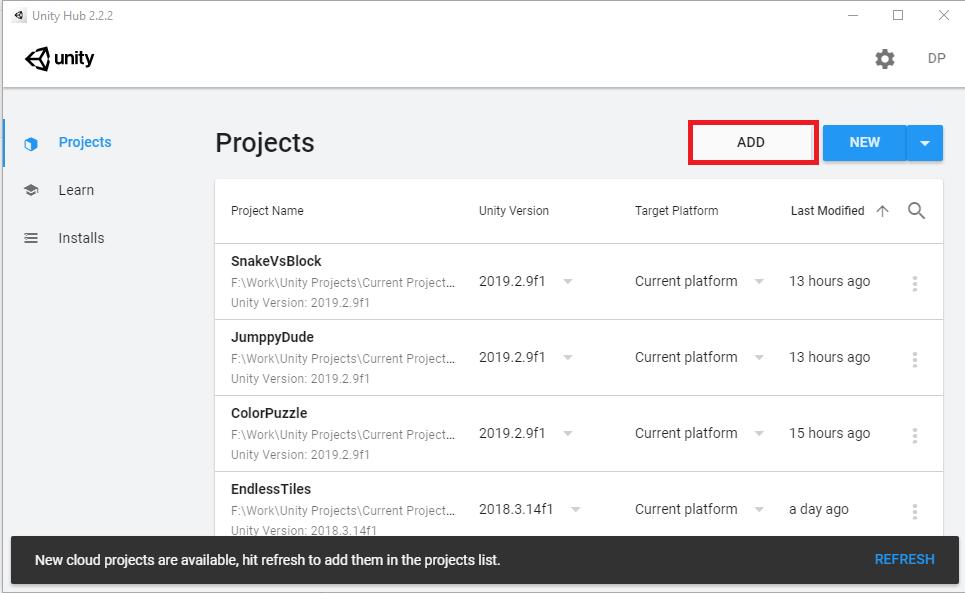 Unity Hub 2.2.2
unity
DP
Projects
Learn
Installs
Projects
ADD
NEW
Project Name Unity Version Target Platform Last Modified
SnakeVsBlock
F:\Work\Unity Projects\Current Project...
Unity Version: 2019.2.9f1
2019.2.9f1 Current platform 13 hours ago
JumppyDude
F:\Work\Unity Projects\Current Project...
Unity Version: 2019.2.9f1
2019.2.9f1 Current platform 13 hours ago
ColorPuzzle
F:\Work\Unity Projects\Current Project...
Unity Version: 2019.2.9f1
2019.2.9f1 Current platform 15 hours ago
EndlessTiles
F:\Work\Unity Projects\Current Project...
Unity Version: 2018.3.14f1
2018.3.14f1 Current platform a day ago
New cloud projects are available, hit refresh to add them in the projects list.
REFRESH